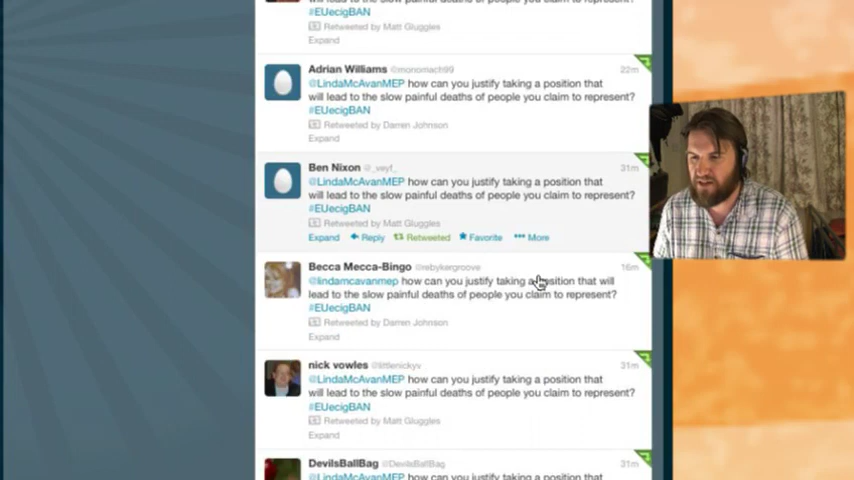 will lead to the slow painful deaths of people you claim to represent?
#EUecigBAN
Retweeted by Matt Gluggles
Expand
Adrian Williams @monomach99 22m
@LindaMcAvanMEP how can you justify taking a position that
will lead to the slow painful deaths of people you claim to represent?
#EUecigBAN
Retweeted by Darren Johnson
Expand
Ben Nixon @_veyf_ 31m
@LindaMcAvanMEP how can you justify taking a position that
will lead to the slow painful deaths of people you claim to represent?
#EUecigBAN
Retweeted by Matt Gluggles
Expand Reply Retweeted Favorite More
Becca Mecca-Bingo @rebykergroove 16m
@lindamcavanmep how can you justify taking a position that will
lead to the slow painful deaths of people you claim to represent?
#EUecigBAN
Retweeted by Darren Johnson
Expand
nick vowles @littlenickyv 31m
@LindaMcAvanMEP how can you justify taking a position that
will lead to the slow painful deaths of people you claim to represent?
#EUecigBAN
Retweeted by Matt Gluggles
Expand
DevilsBallBag @DevilsBallBag 31m
@LindaMcAvanMEP how can you justify taking a position that